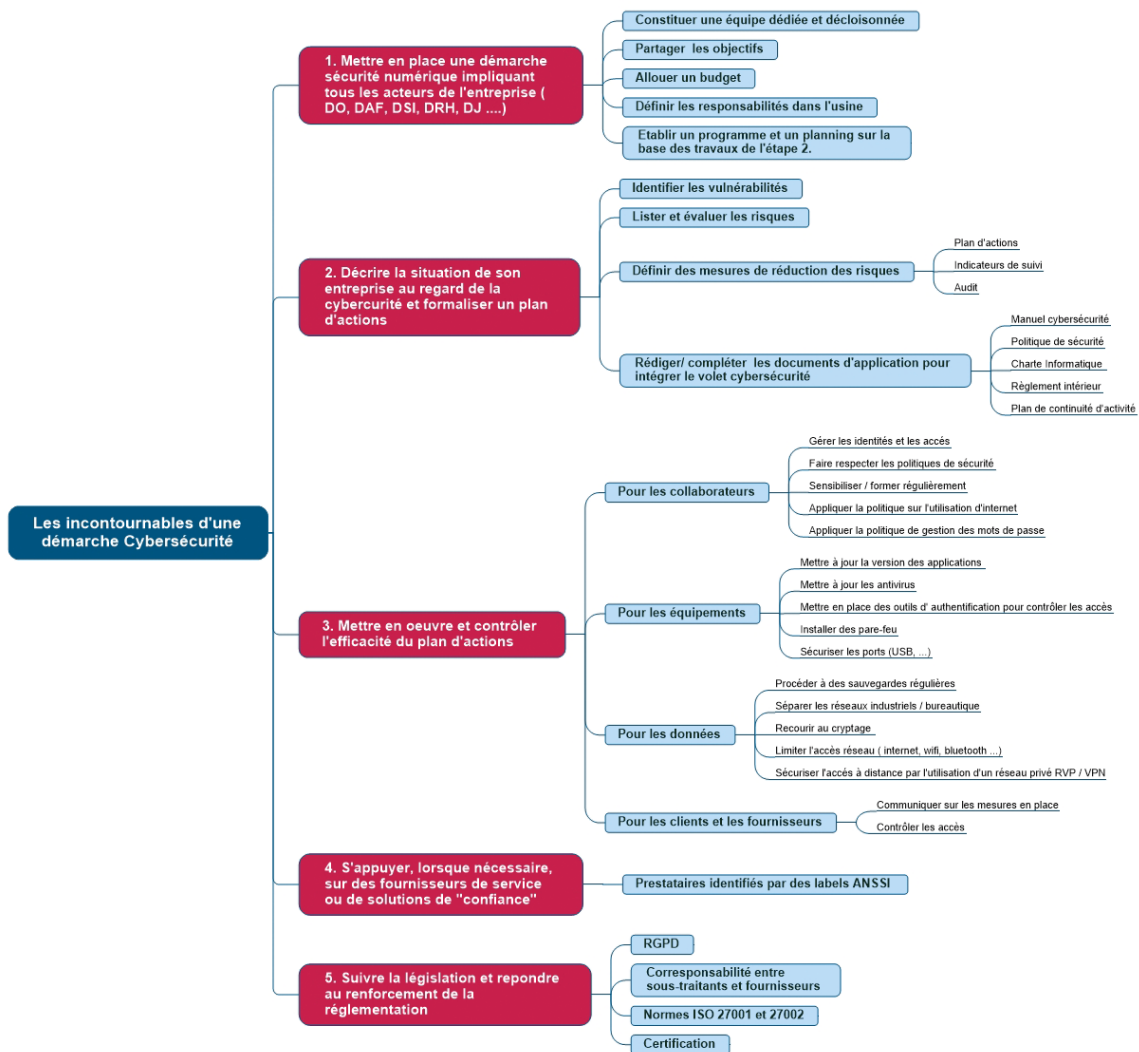 Les incontournables d'une
démarche Cybersécurité
1. Mettre en place une démarche
sécurité numérique impliquant
tous les acteurs de l'entreprise (
DO, DAF, DSI, DRH, DJ ....)
Constituer une équipe dédiée et décloisonnée
Partager les objectifs
Allouer un budget
Définir les responsabilités dans l'usine
Etablir un programme et un planning sur la
base des travaux de l'étape 2.
2. Décrire la situation de son
entreprise au regard de la
cybercurité et formaliser un plan
d'actions
Identifier les vulnérabilités
Lister et évaluer les risques
Définir des mesures de réduction des risques
Plan d'actions
Indicateurs de suivi
Audit
Rédiger/ compléter les documents d'application pour
intégrer le volet cybersécurité
Manuel cybersécurité
Politique de sécurité
Charte Informatique
Règlement intérieur
Plan de continuité d'activité
3. Mettre en oeuvre et contrôler
l'efficacité du plan d'actions
Pour les collaborateurs
Gérer les identités et les accés
Faire respecter les politiques de sécurité
Sensibiliser / former régulièrement
Appliquer la politique sur l'utilisation d'internet
Appliquer la politique de gestion des mots de passe
Pour les équipements
Mettre à jour la version des applications
Mettre à jour les antivirus
Mettre en place des outils d' authentification pour contrôler les accès
Installer des pare-feu
Sécuriser les ports (USB, ...)
Pour les données
Procéder à des sauvegardes régulières
Séparer les réseaux industriels / bureautique
Recourir au cryptage
Limiter l'accès réseau ( internet, wifi, bluetooth ...)
Sécuriser l'accés à distance par l'utilisation d'un réseau privé RVP / VPN
Pour les clients et les fournisseurs
Communiquer sur les mesures en place
Contrôler les accès
4. S'appuyer, lorsque nécessaire,
sur des fournisseurs de service
ou de solutions de "confiance"
Prestataires identifiés par des labels ANSSI
5. Suivre la législation et repondre
au renforcement de la
réglementation
RGPD
Corresponsabilité entre
sous-traitants et fournisseurs
Normes ISO 27001 et 27002
Certification